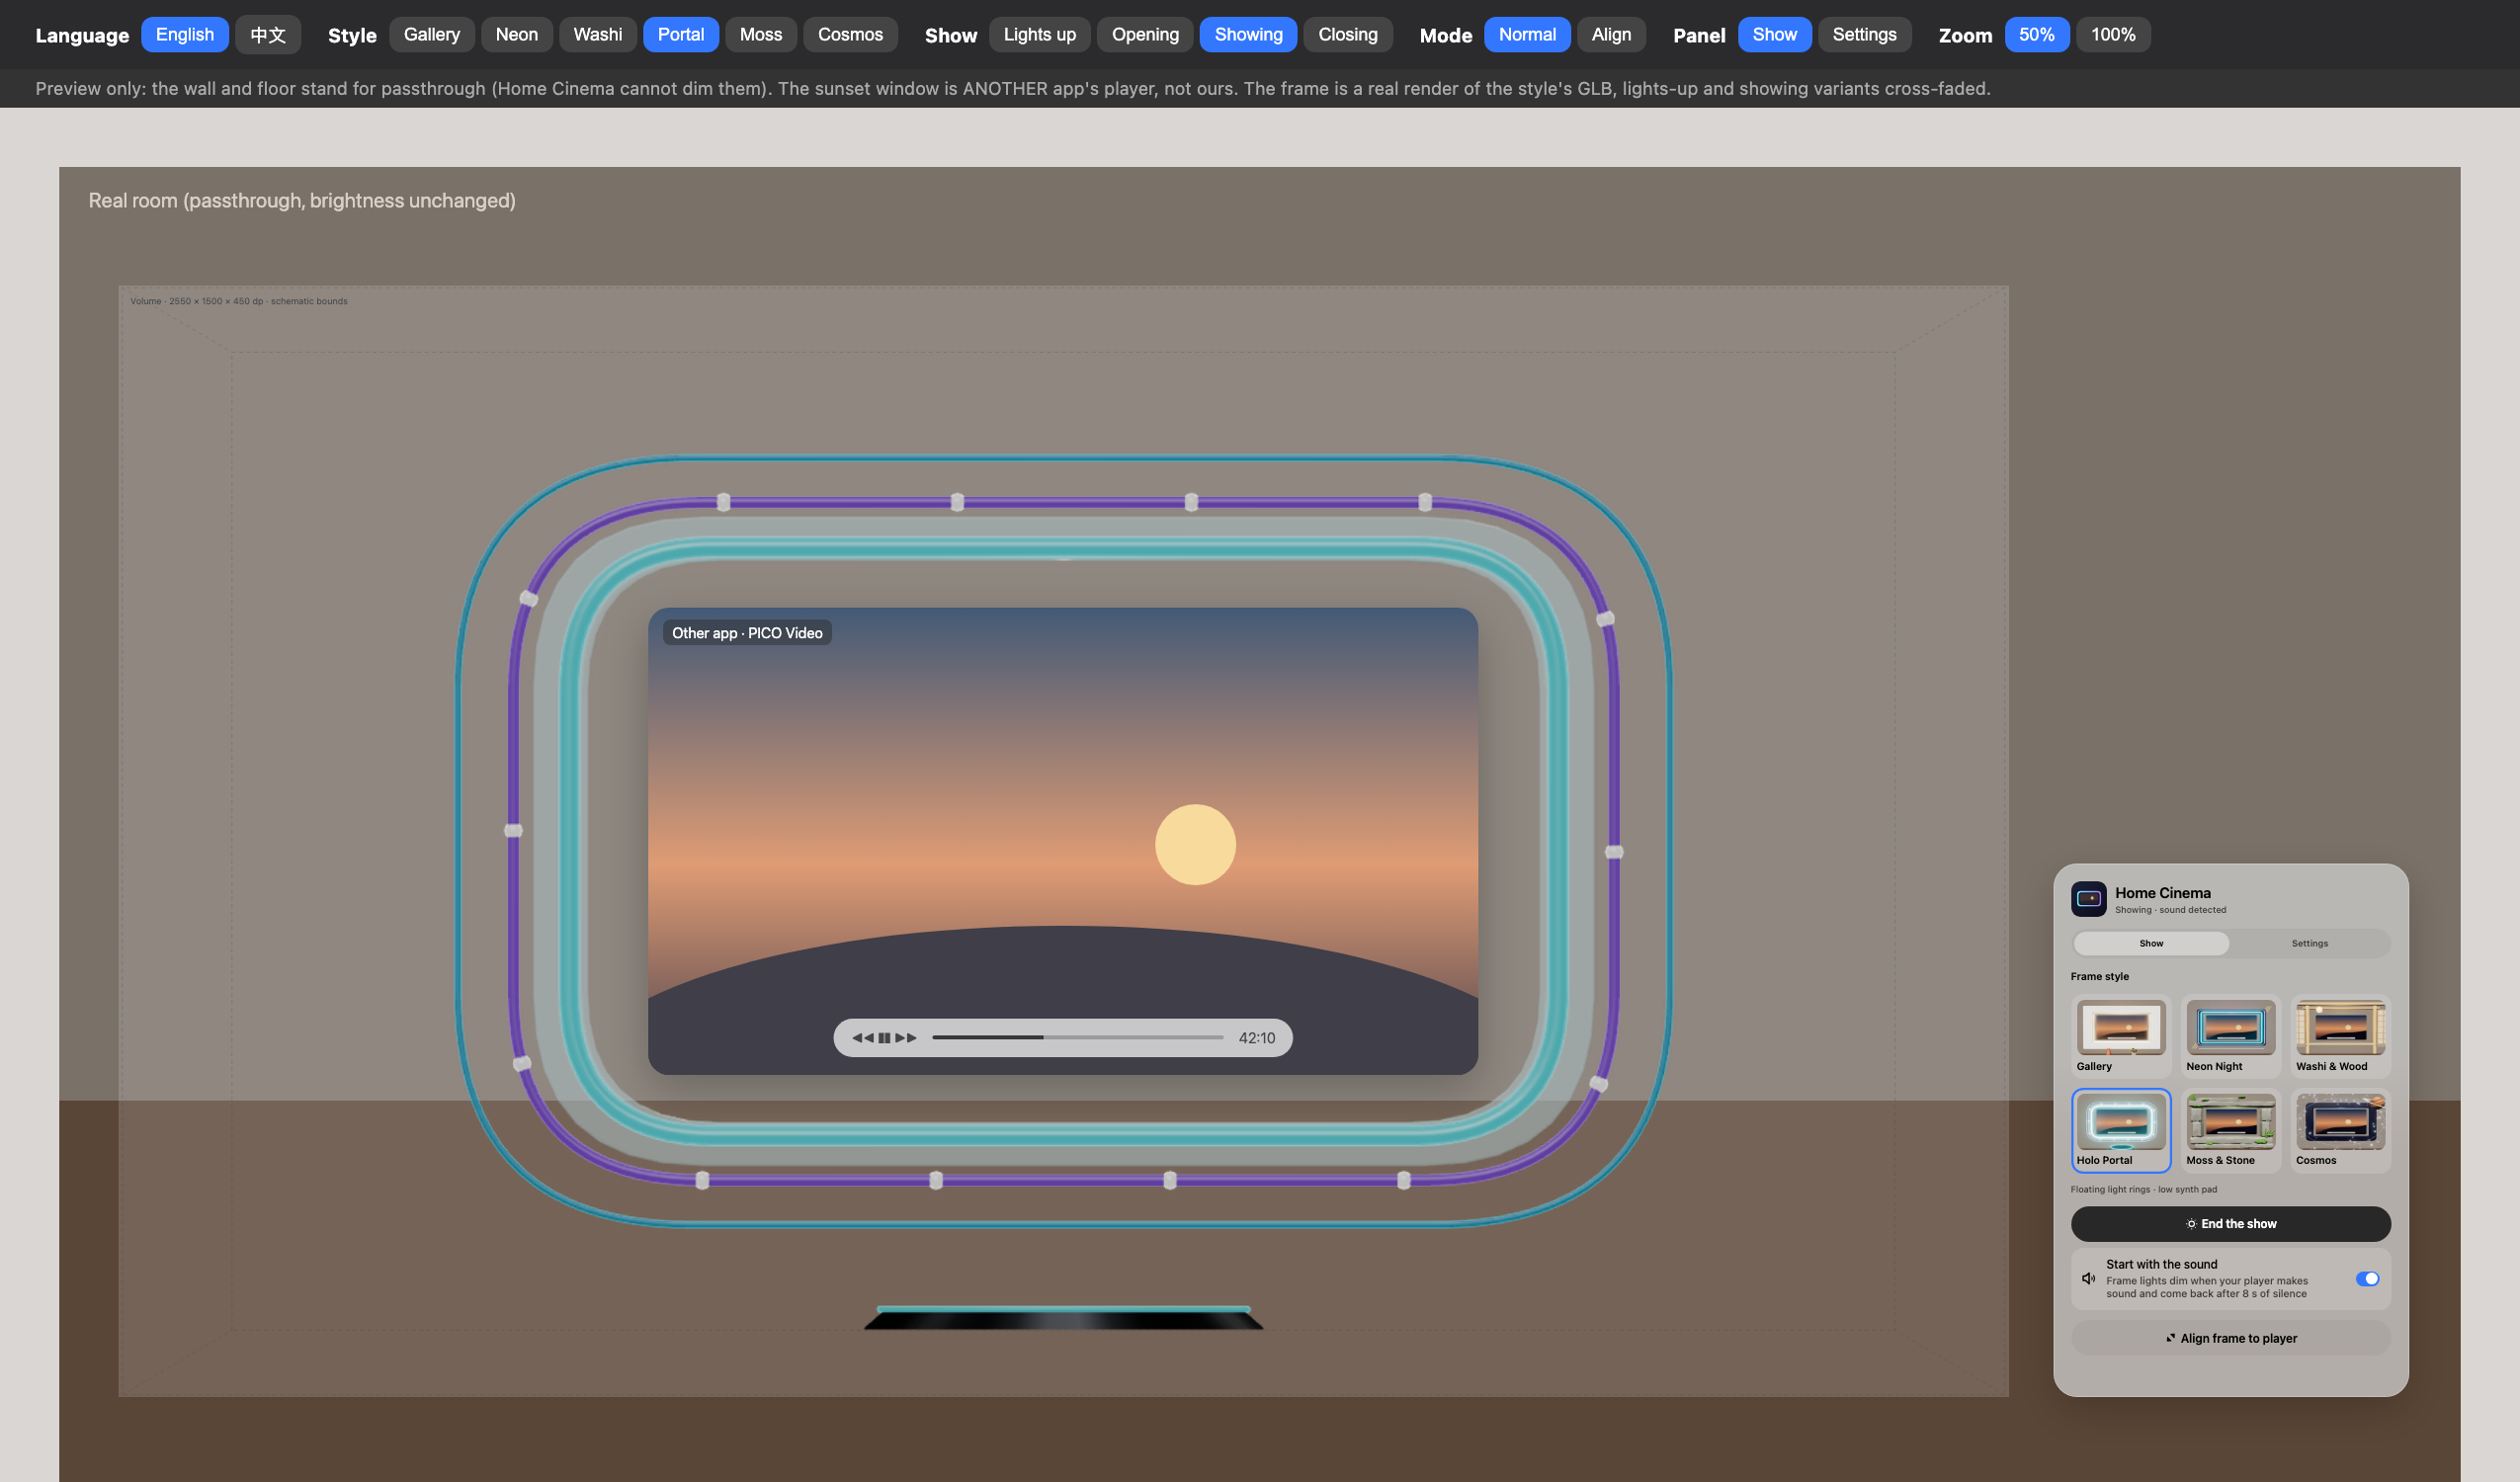 Language English 中文 Style Gallery Neon Washi Portal Moss Cosmos Show Lights up Opening Showing Closing Mode Normal Align Panel Show Settings Zoom 50% 100%
Preview only: the wall and floor stand for passthrough (Home Cinema cannot dim them). The sunset window is ANOTHER app's player, not ours. The frame is a real render of the style's GLB, lights-up and showing variants cross-faded.
Real room (passthrough, brightness unchanged)
Volume · 2550 × 1500 × 450 dp · schematic bounds
Other app · PICO Video
42:10
Home Cinema
Showing · sound detected
Show Settings
Frame style
Gallery Neon Night Washi & Wood
Holo Portal Moss & Stone Cosmos
Floating light rings · low synth pad
End the show
Start with the sound
Frame lights dim when your player makes
sound and come back after 8 s of silence
Align frame to player